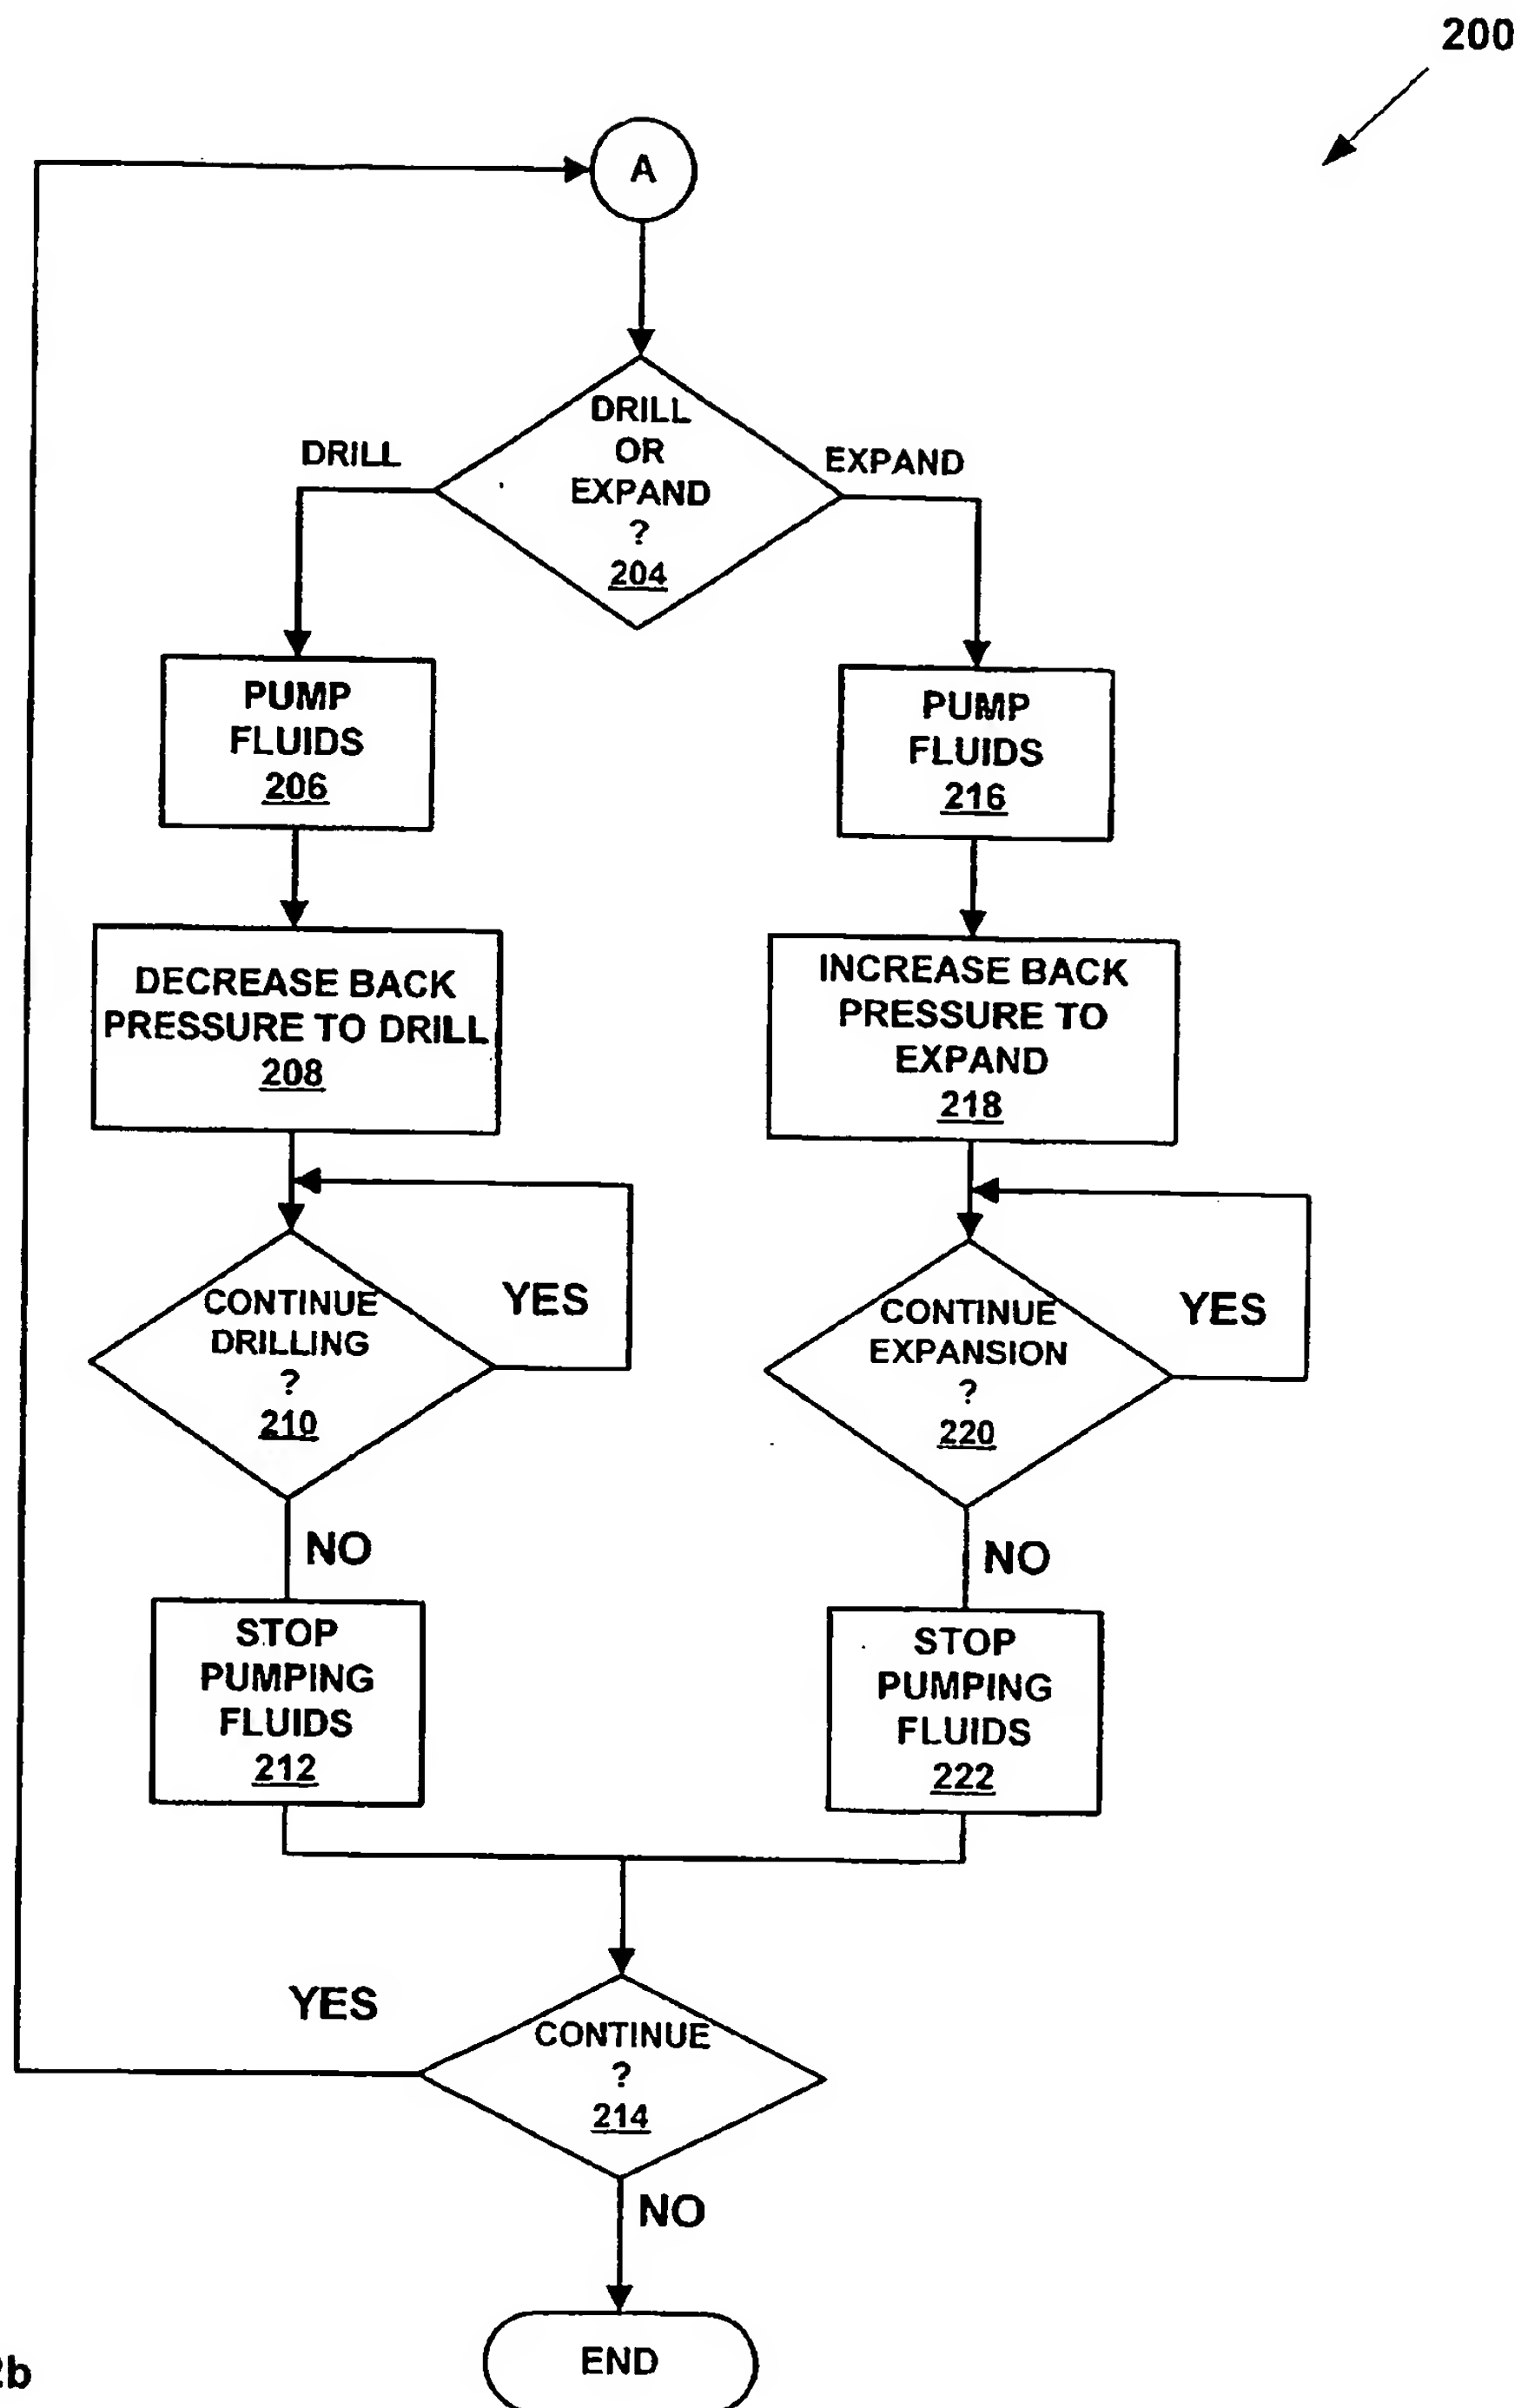 200
A
DRILL
OR
EXPAND
?
204
DRILL
EXPAND
PUMP
FLUIDS
206
PUMP
FLUIDS
216
DECREASE BACK
PRESSURE TO DRILL
208
INCREASE BACK
PRESSURE TO
EXPAND
218
CONTINUE
DRILLING
?
210
YES
CONTINUE
EXPANSION
?
220
YES
NO
NO
STOP
PUMPING
FLUIDS
212
STOP
PUMPING
FLUIDS
222
YES
CONTINUE
?
214
NO
END
2b